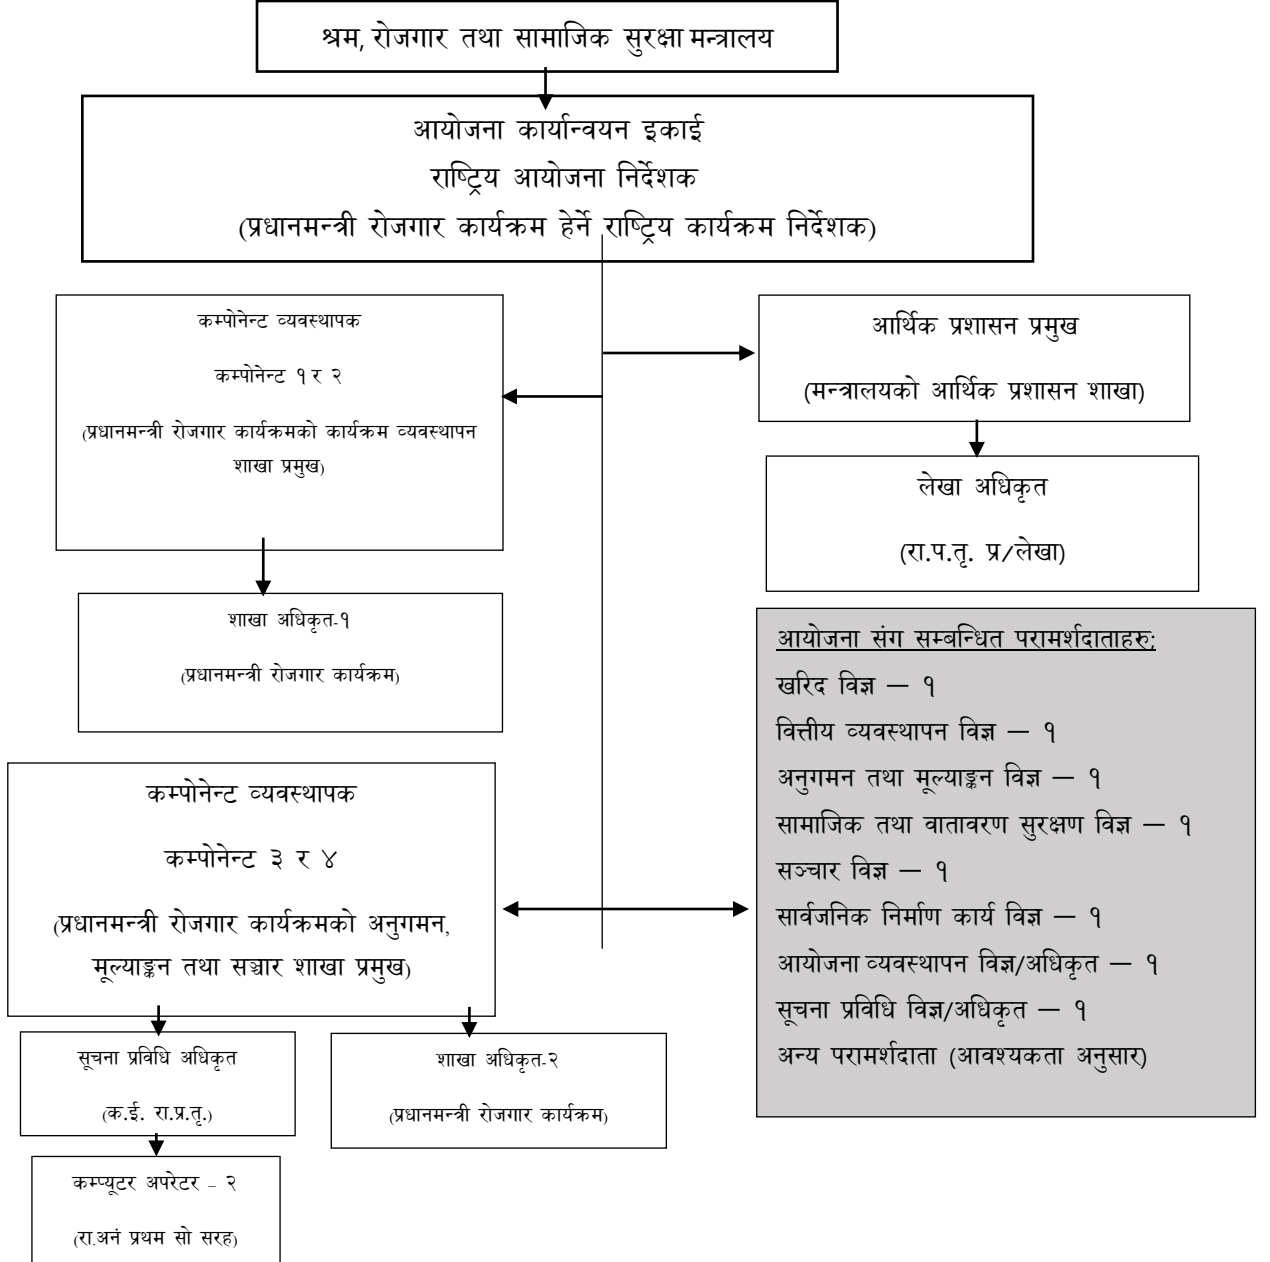 श्रम, रोजगार तथा सामाजिक सुरक्षा मन्त्रालय
आयोजना कार्यान्वयन इकाई
राष्ट्रिय आयोजना निर्देशक
(प्रधानमन्त्री रोजगार कार्यक्रम हेर्ने राष्ट्रिय कार्यक्रम निर्देशक)
कम्पोनेन्ट व्यवस्थापक
कम्पोनेन्ट १ र २
(प्रधानमन्त्री रोजगार कार्यक्रमको कार्यक्रम व्यवस्थापन
शाखा प्रमुख)
आर्थिक प्रशासन प्रमुख
(मन्त्रालयको आर्थिक प्रशासन शाखा)
लेखा अधिकृत
(रा.प.तृ. प्र/लेखा)
शाखा अधिकृत-१
(प्रधानमन्त्री रोजगार कार्यक्रम)
आयोजना संग सम्बन्धित परामर्शदाताहरु;
खरिद विज्ञ — १
वित्तीय व्यवस्थापन विज्ञ — १
अनुगमन तथा मूल्याङ्कन विज्ञ — १
सामाजिक तथा वातावरण सुरक्षण विज्ञ — १
सञ्चार विज्ञ — १
सार्वजनिक निर्माण कार्य विज्ञ — १
आयोजना व्यवस्थापन विज्ञ/अधिकृत — १
सूचना प्रविधि विज्ञ/अधिकृत — १
अन्य परामर्शदाता (आवश्यकता अनुसार)
कम्पोनेन्ट व्यवस्थापक
कम्पोनेन्ट ३ र ४
(प्रधानमन्त्री रोजगार कार्यक्रमको अनुगमन,
मूल्याङ्कन तथा सञ्चार शाखा प्रमुख)
सूचना प्रविधि अधिकृत
(क.ई. रा.प्र.तृ.)
शाखा अधिकृत-२
(प्रधानमन्त्री रोजगार कार्यक्रम)
कम्प्यूटर अपरेटर – २
(रा.अनं प्रथम सो सरह)